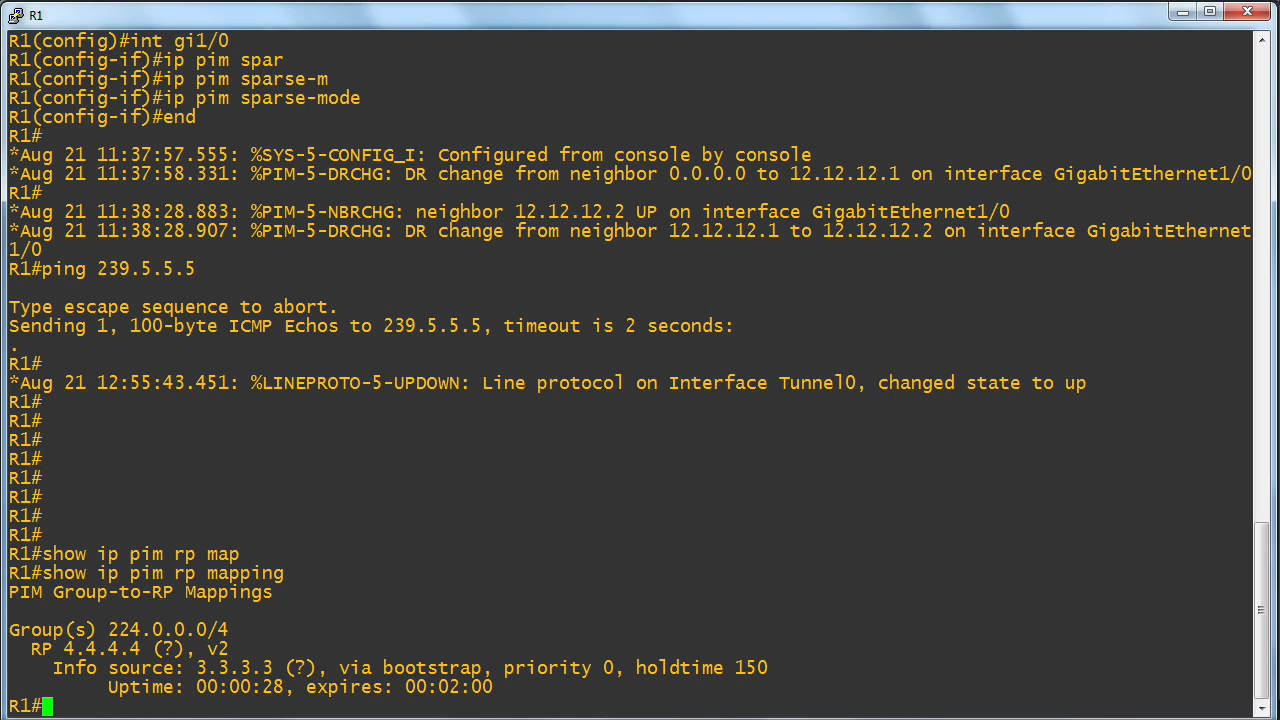 R1
R1(config)#int gi1/0
R1(config-if)#ip pim spar
R1(config-if)#ip pim sparse-m
R1(config-if)#ip pim sparse-mode
R1(config-if)#end
R1#
*Aug 21 11:37:57.555: %SYS-5-CONFIG_I: Configured from console by console
*Aug 21 11:37:58.331: %PIM-5-DRCHG: DR change from neighbor 0.0.0.0 to 12.12.12.1 on interface GigabitEthernet1/0
R1#
*Aug 21 11:38:28.883: %PIM-5-NBRCHG: neighbor 12.12.12.2 UP on interface GigabitEthernet1/0
*Aug 21 11:38:28.907: %PIM-5-DRCHG: DR change from neighbor 12.12.12.1 to 12.12.12.2 on interface GigabitEthernet
1/0
R1#ping 239.5.5.5
Type escape sequence to abort.
Sending 1, 100-byte ICMP Echos to 239.5.5.5, timeout is 2 seconds:
.
R1#
*Aug 21 12:55:43.451: %LINEPROTO-5-UPDOWN: Line protocol on Interface Tunnel0, changed state to up
R1#
R1#
R1#
R1#
R1#
R1#
R1#
R1#
R1#show ip pim rp map
R1#show ip pim rp mapping
PIM Group-to-RP Mappings
Group(s) 224.0.0.0/4
RP 4.4.4.4 (?), v2
Info source: 3.3.3.3 (?), via bootstrap, priority 0, holdtime 150
Uptime: 00:00:28, expires: 00:02:00
R1#